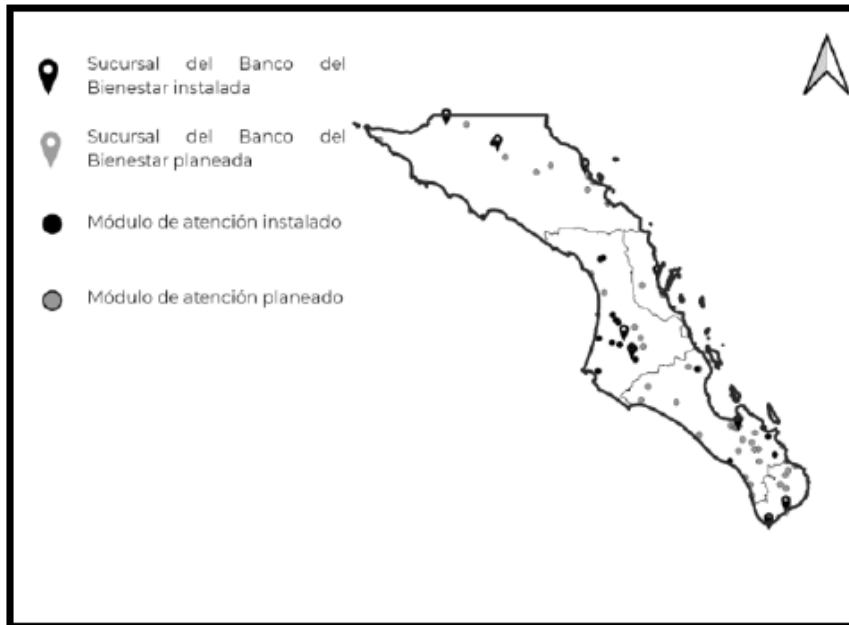 Sucursal del Banco del
Bienestar instalada
Sucursal del Banco del
Bienestar planeada
Módulo de atención instalado
Módulo de atención planeado